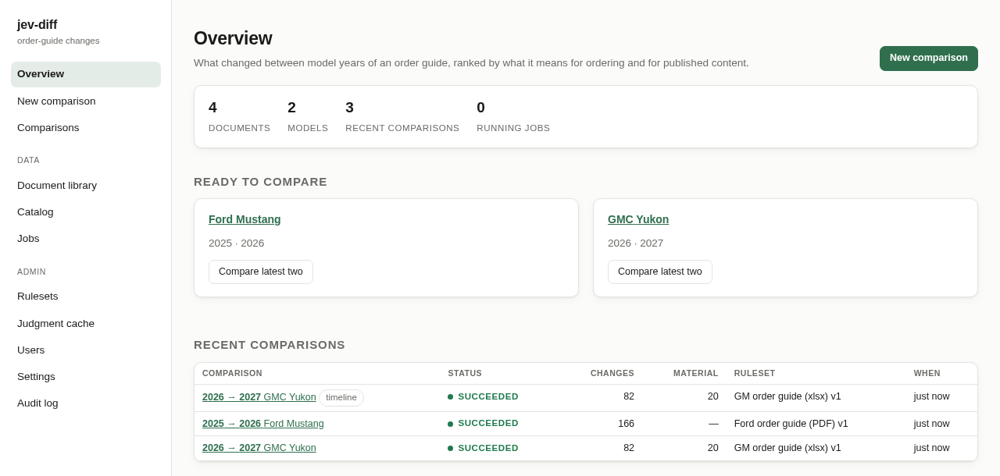 jev-diff
order-guide changes
Overview
New comparison
Comparisons
DATA
Document library
Catalog
Jobs
ADMIN
Rulesets
Judgment cache
Users
Settings
Audit log
Overview
What changed between model years of an order guide, ranked by what it means for ordering and for published content.
New comparison
4 2 3 0
DOCUMENTS MODELS RECENT COMPARISONS RUNNING JOBS
READY TO COMPARE
Ford Mustang
2025 · 2026
Compare latest two
GMC Yukon
2026 · 2027
Compare latest two
RECENT COMPARISONS
COMPARISON STATUS CHANGES MATERIAL RULESET WHEN
2026 → 2027 GMC Yukon timeline SUCCEEDED 82 20 GM order guide (xlsx) v1 just now
2025 → 2026 Ford Mustang SUCCEEDED 166 — Ford order guide (PDF) v1 just now
2026 → 2027 GMC Yukon SUCCEEDED 82 20 GM order guide (xlsx) v1 just now